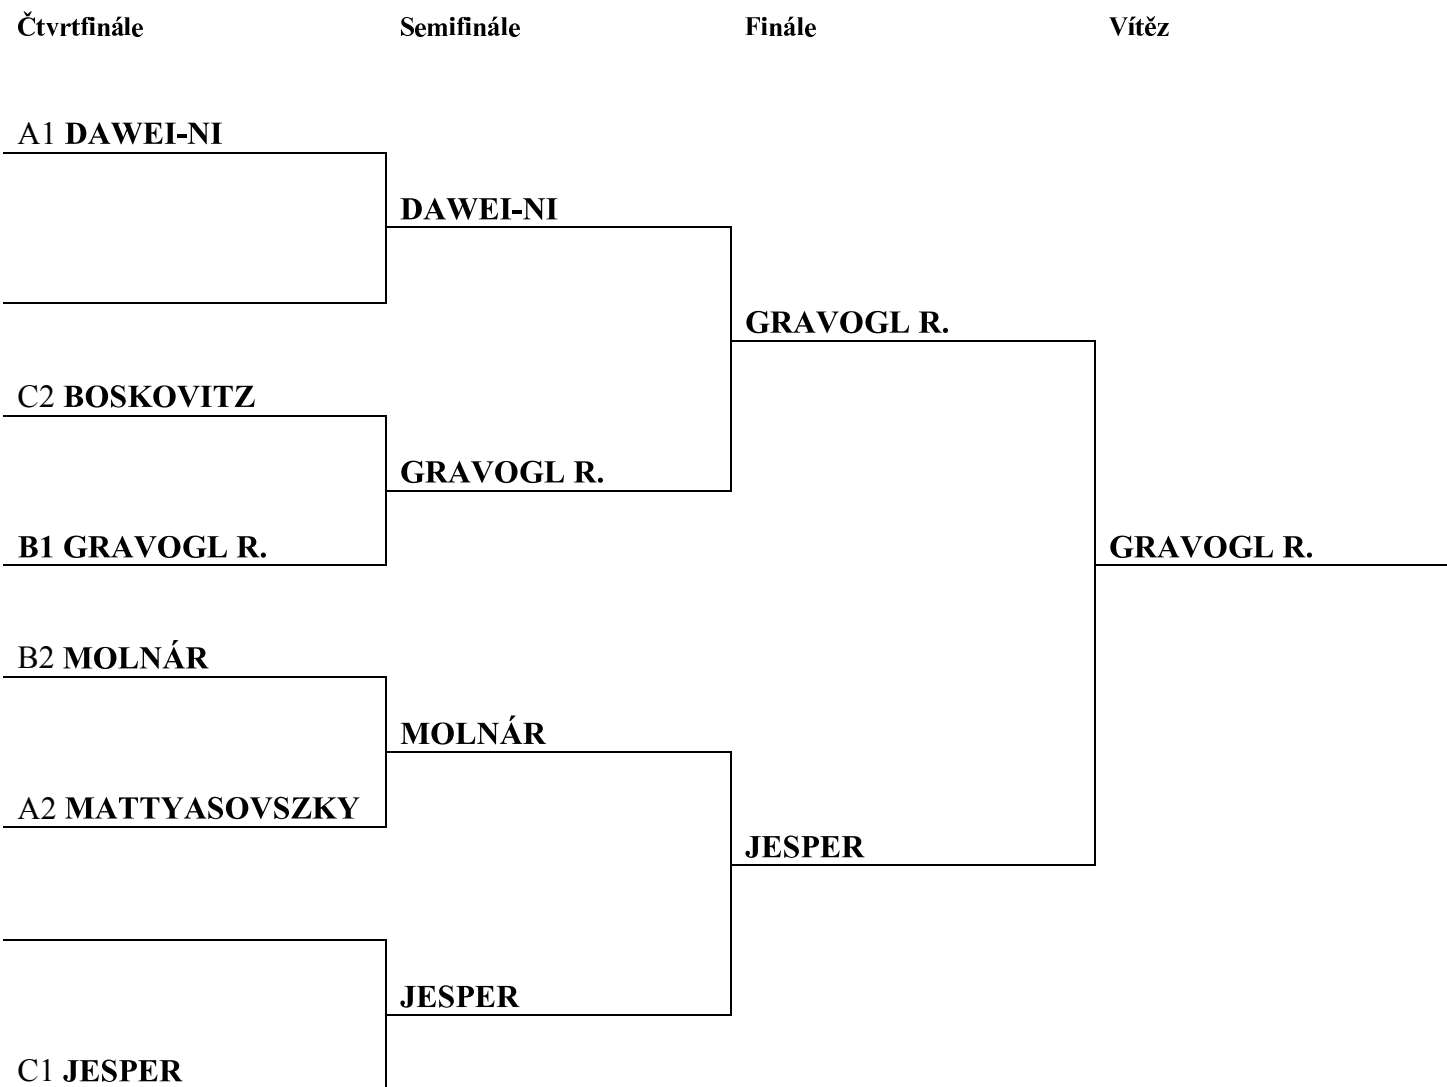 Čtvrtfinále Semifinále Finále Vítěz
A1 DAWEI-NI
DAWEI-NI
GRAVOGL R.
C2 BOSKOVITZ
GRAVOGL R.
B1 GRAVOGL R.
GRAVOGL R.
B2 MOLNÁR
MOLNÁR
A2 MATTYASOVSZKY
JESPER
JESPER
C1 JESPER